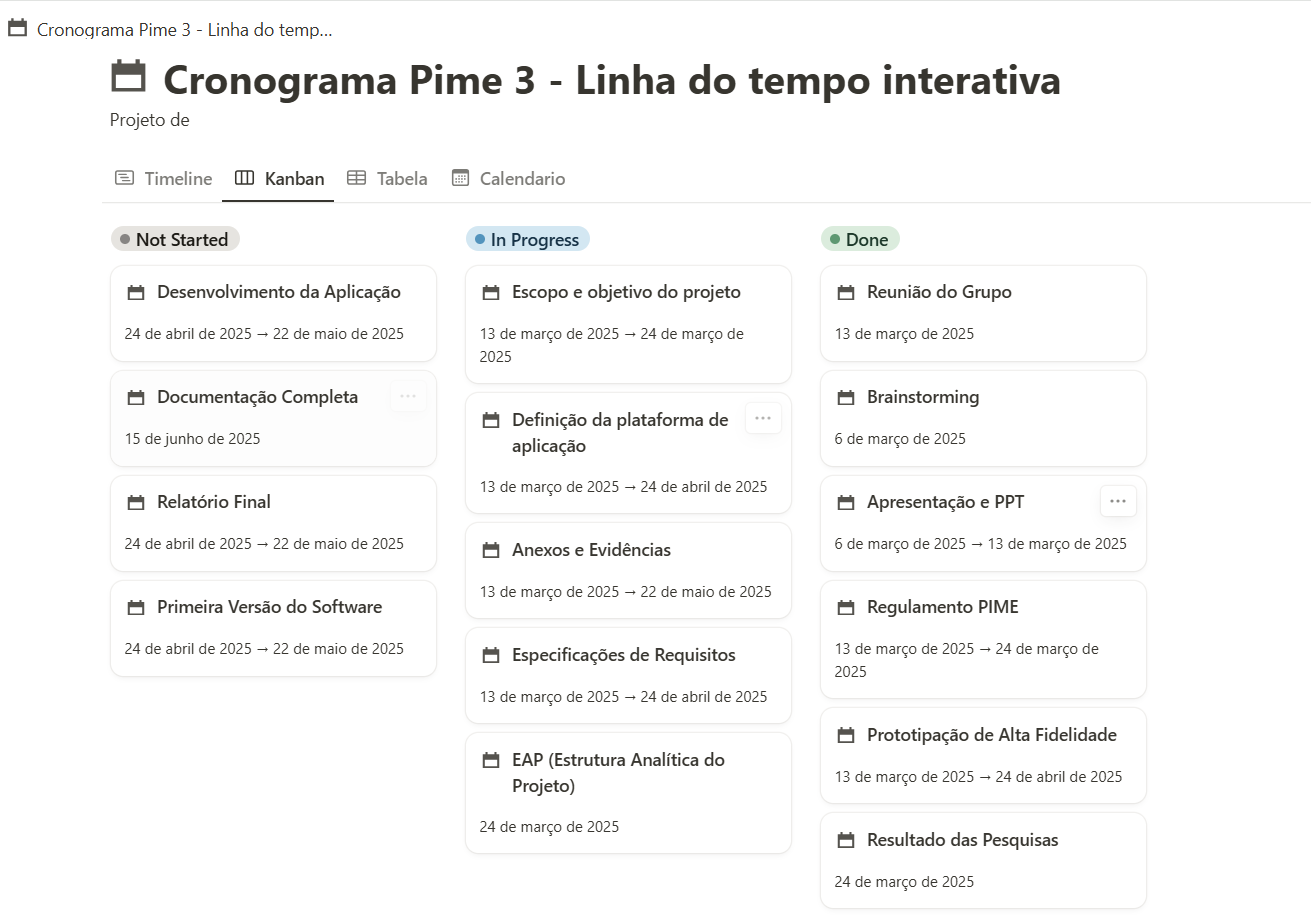 Cronograma Pime 3 - Linha do temp...
Cronograma Pime 3 - Linha do tempo interativa
Projeto de
Timeline
Kanban
Tabela
Calendario
Not Started
Desenvolvimento da Aplicação
24 de abril de 2025 → 22 de maio de 2025
Documentação Completa
15 de junho de 2025
Relatório Final
24 de abril de 2025 → 22 de maio de 2025
Primeira Versão do Software
24 de abril de 2025 → 22 de maio de 2025
In Progress
Escopo e objetivo do projeto
13 de março de 2025 → 24 de março de
2025
Definição da plataforma de
aplicação
13 de março de 2025 → 24 de abril de 2025
Anexos e Evidências
13 de março de 2025 → 22 de maio de 2025
Especificações de Requisitos
13 de março de 2025 → 24 de abril de 2025
EAP (Estrutura Analítica do
Projeto)
24 de março de 2025
Done
Reunião do Grupo
13 de março de 2025
Brainstorming
6 de março de 2025
Apresentação e PPT
6 de março de 2025 → 13 de março de 2025
Regulamento PIME
13 de março de 2025 → 24 de março de
2025
Prototipação de Alta Fidelidade
13 de março de 2025 → 24 de abril de 2025
Resultado das Pesquisas
24 de março de 2025